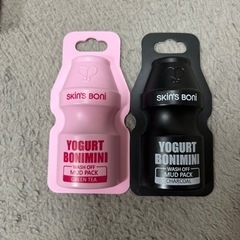 SKIN'S BONI
YOGURT
BONIMINI
WASH OFF
MUD PACK
GREEN TEA
SKIN'S BONI
YOGURT
BONIMINI
WASH OFF
MUD PACK
CHARCOAL